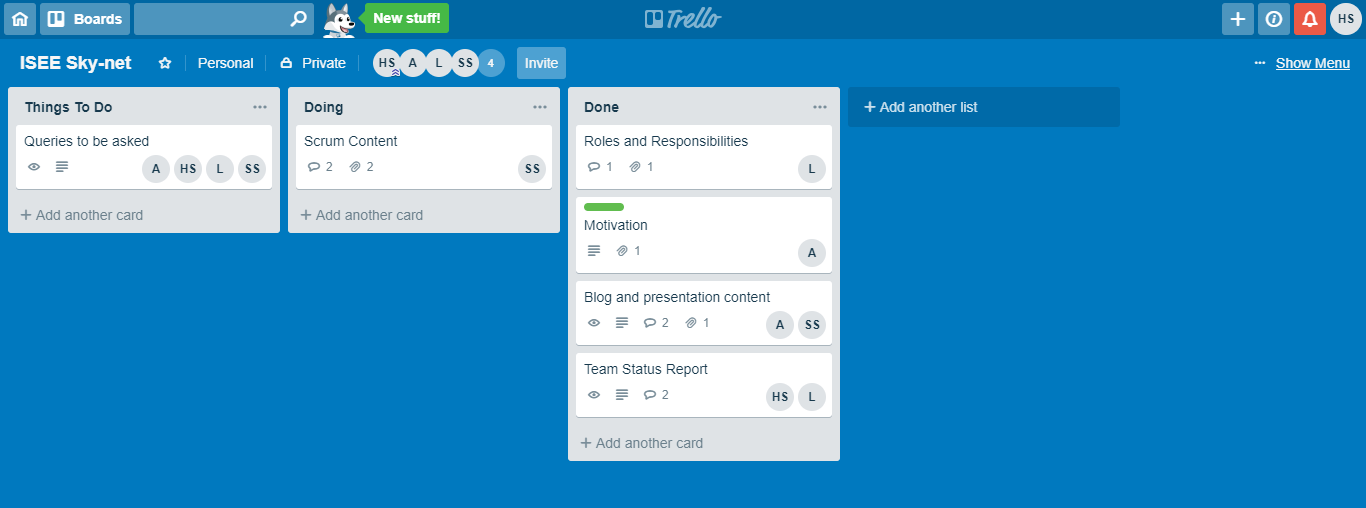 Boards
New stuff!
Trello
HS
ISEE Sky-net
Personal
Private
HS A L SS 4
Invite
... Show Menu
Things To Do ...
Queries to be asked
A HS L SS
+ Add another card
Doing ...
Scrum Content
2 2 SS
+ Add another card
Done ...
Roles and Responsibilities
1 1 L
Motivation
1 A
Blog and presentation content
2 1 A SS
Team Status Report
2 HS L
+ Add another card
+ Add another list